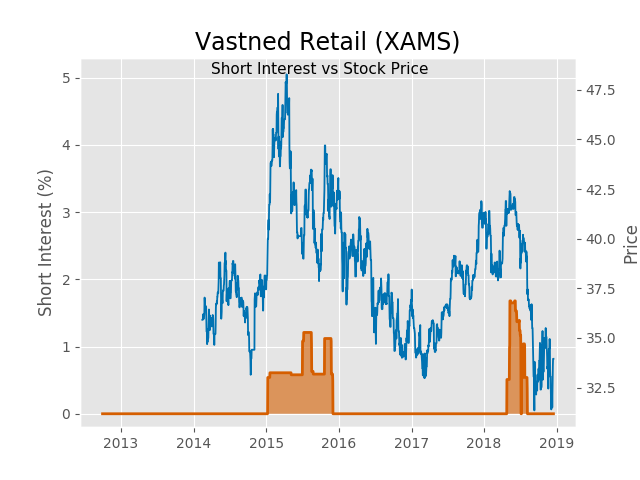 Vastned Retail (XAMS)
Short Interest vs Stock Price
Short Interest (%)
5
4
3
2
1
0
47.5
45.0
42.5
40.0
37.5
35.0
32.5
Price
2013 2014 2015 2016 2017 2018 2019